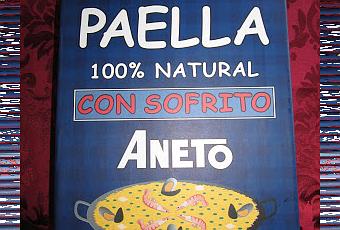 PAELLA
100% NATURAL
CON SOFRITO
ANETO